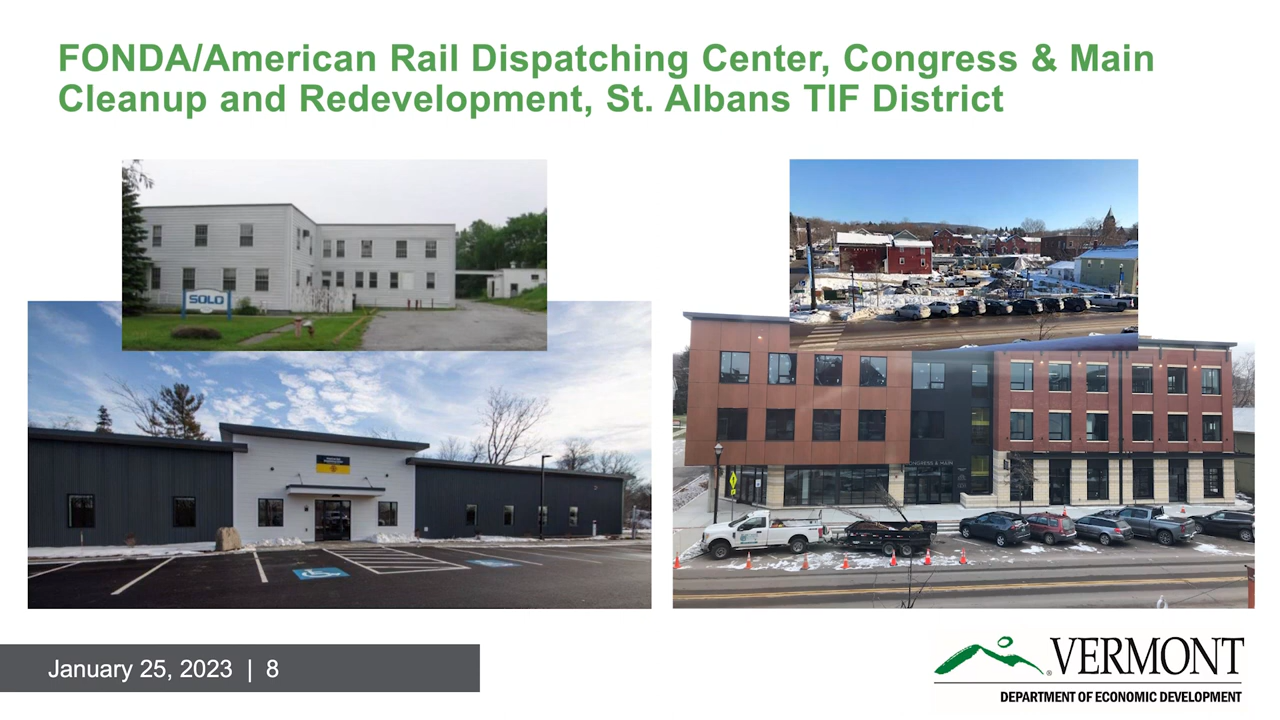 FONDA/American Rail Dispatching Center, Congress & Main
Cleanup and Redevelopment, St. Albans TIF District
SOLO
CONGRESS & MAIN
January 25, 2023 | 8
VERMONT
®
DEPARTMENT OF ECONOMIC DEVELOPMENT